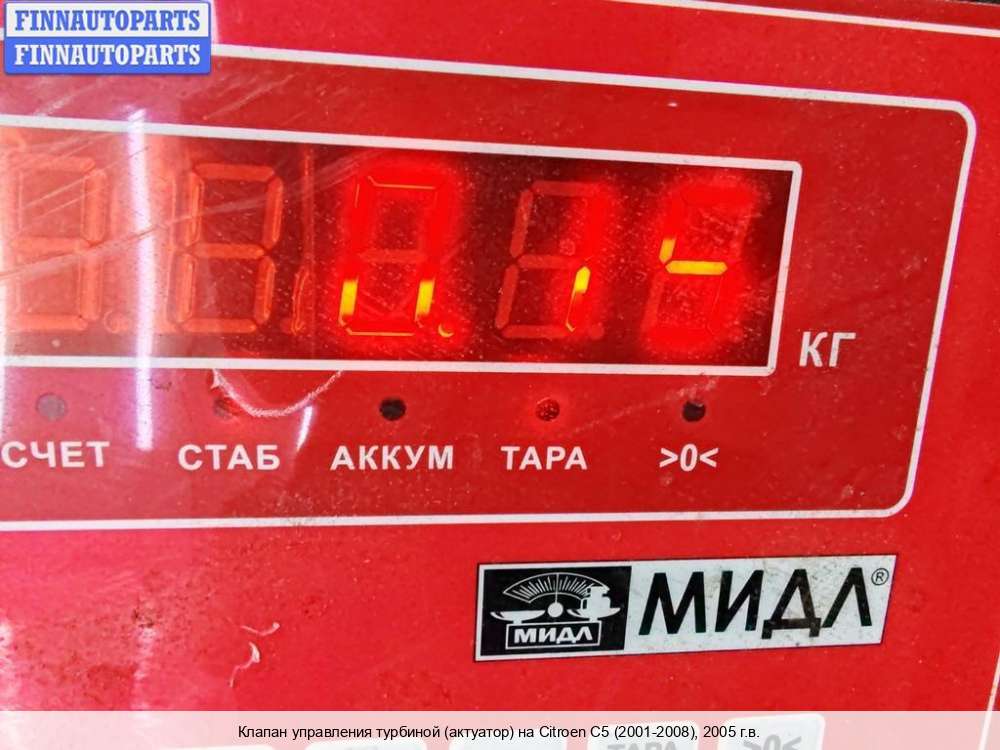 FINNAUTOPARTS
FINNAUTOPARTS
КГ
СЧЕТ СТАБ АККУМ ТАРА >0<
МИДЛ МИДЛ®
ТАРА >0<
Клапан управления турбиной (актуатор) на Citroen C5 (2001-2008), 2005 г.в.